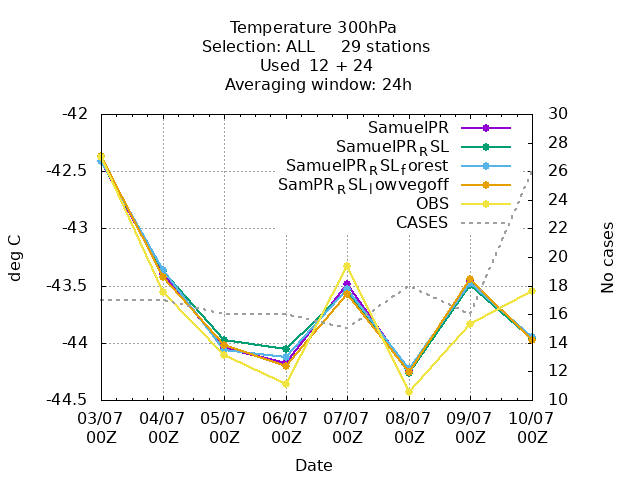 Temperature 300hPa
Selection: ALL 29 stations
Used 12 + 24
Averaging window: 24h
-42
-42.5
-43
-43.5
-44
-44.5
deg C
30
28
26
24
22
20
18
16
14
12
10
No cases
SamuelPR
SamuelPR_RSL
SamuelPR_RSL_forest
SamPR_RSL_lowvegoff
OBS
CASES
03/07 04/07 05/07 06/07 07/07 08/07 09/07 10/07
00Z 00Z 00Z 00Z 00Z 00Z 00Z 00Z
Date